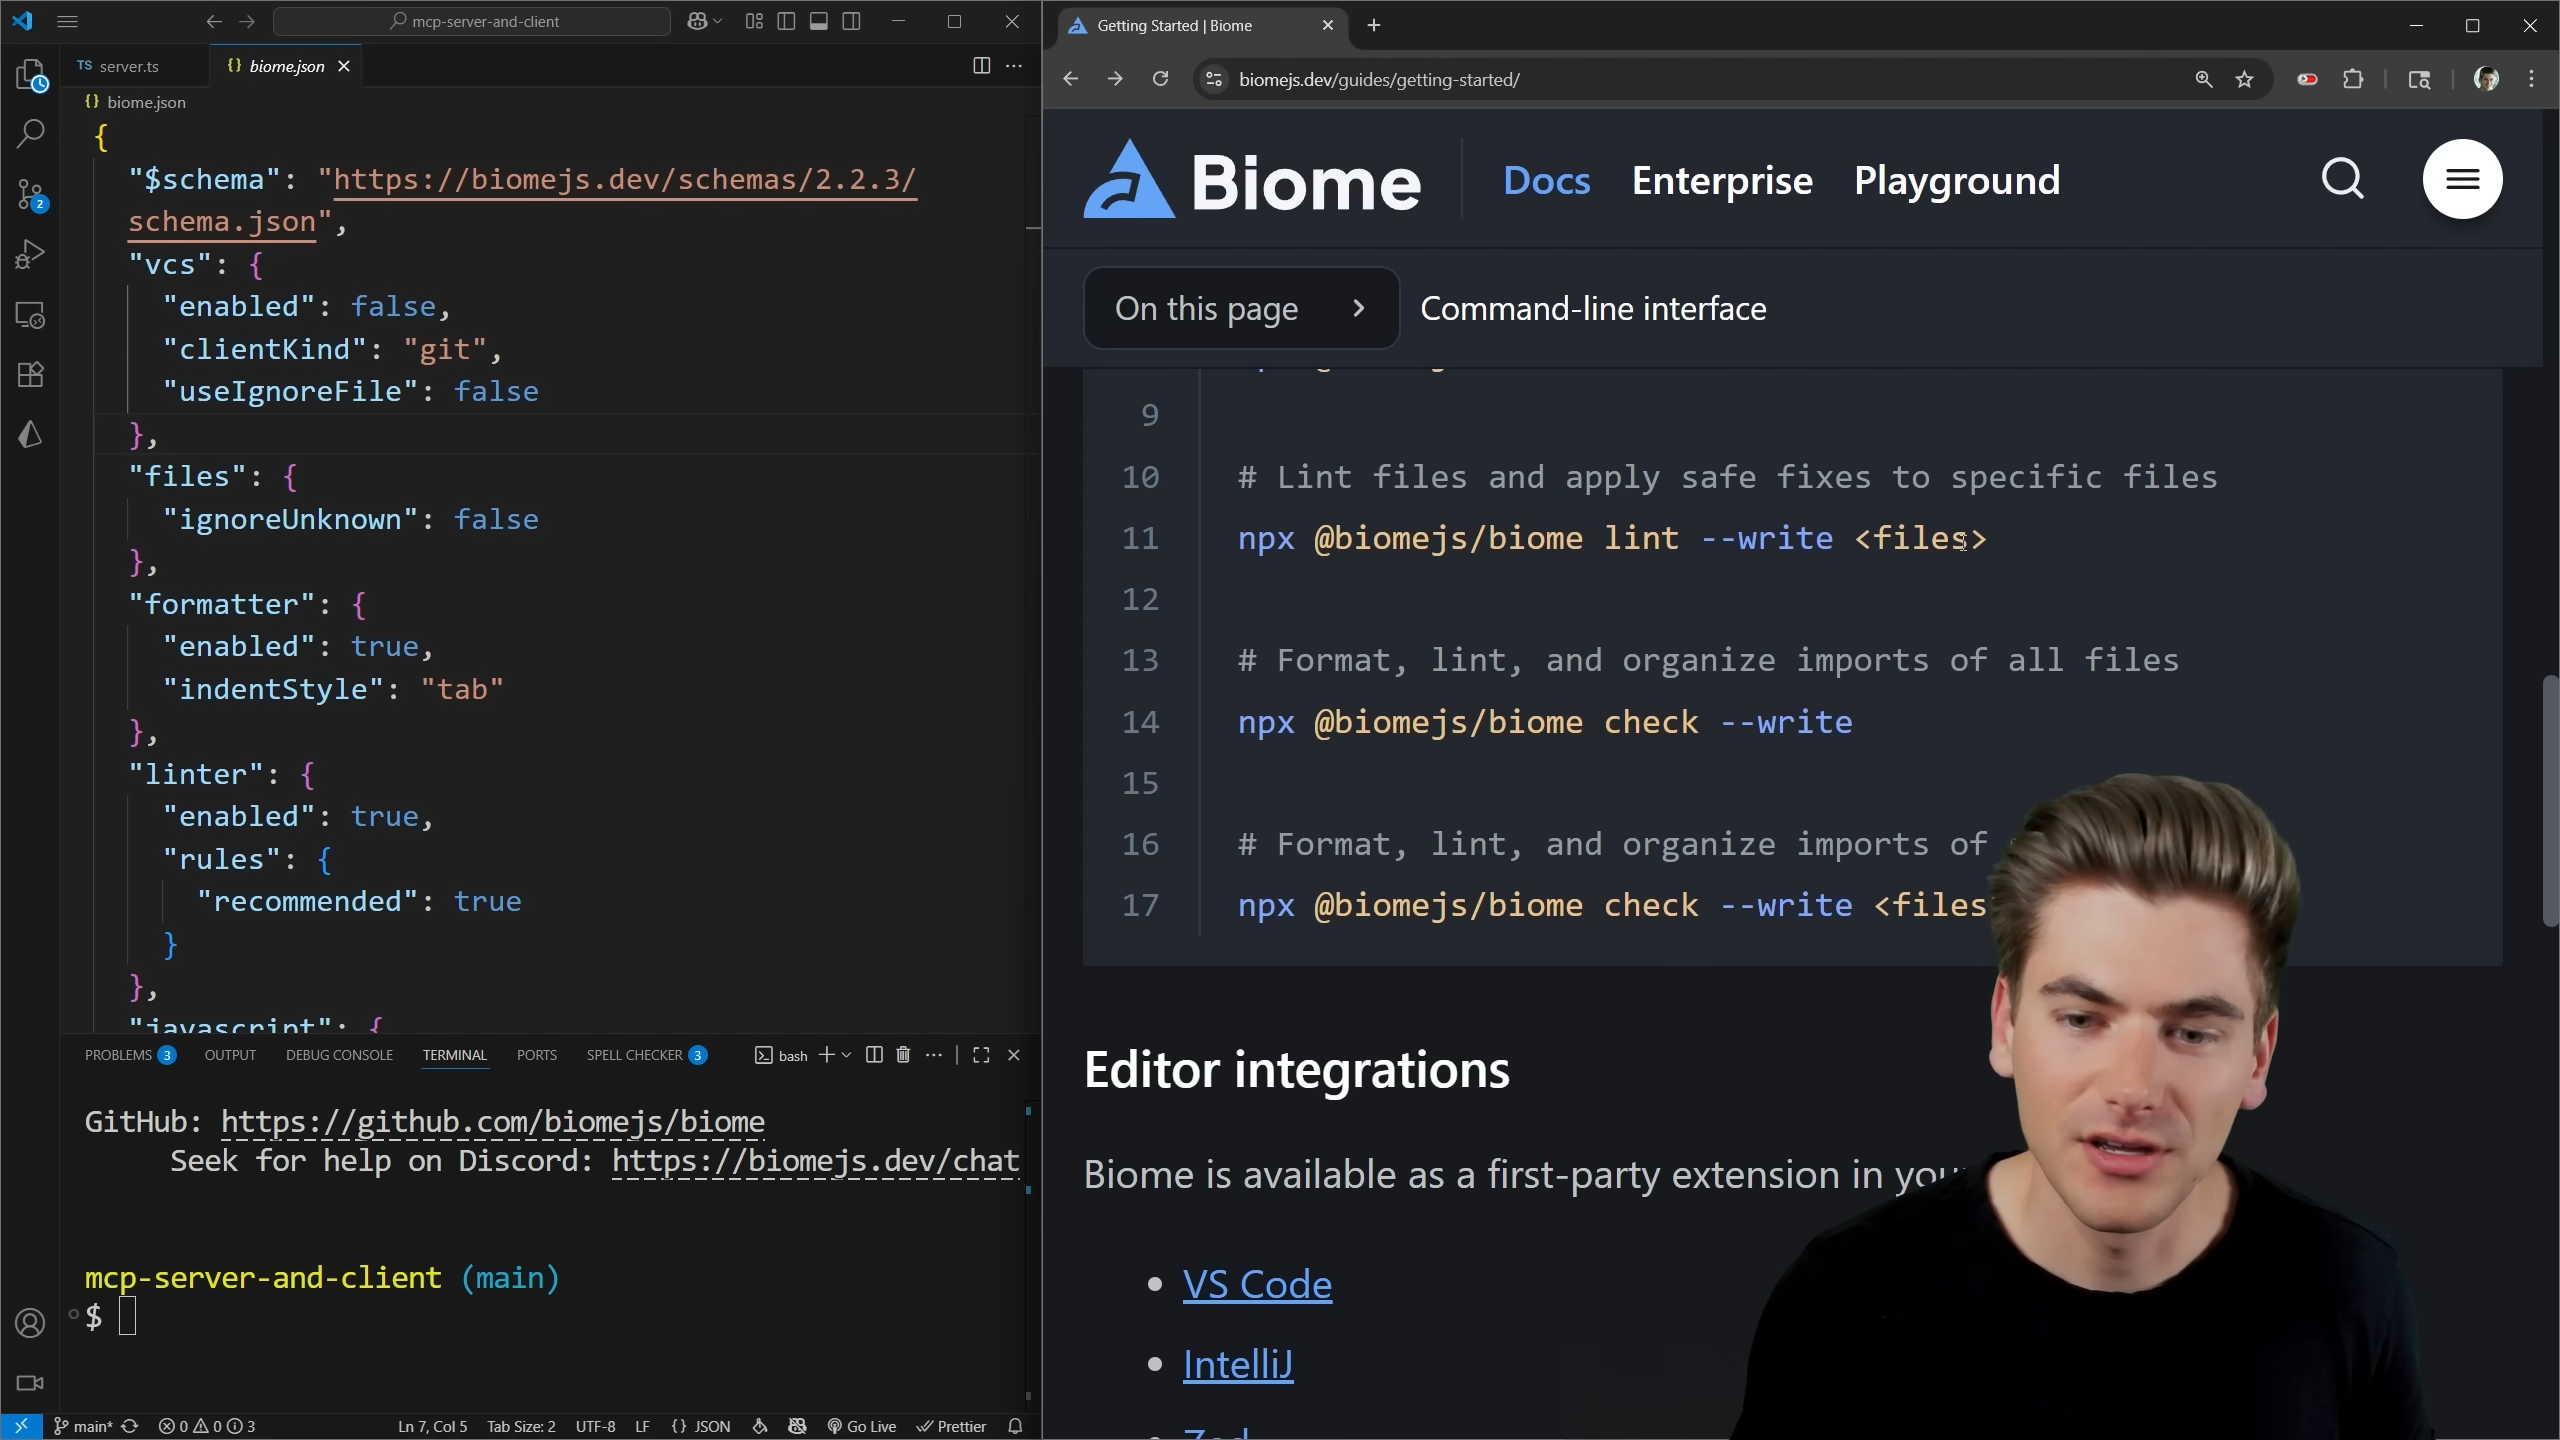 mcp-server-and-client
TS server.ts
{} biome.json
{} biome.json
{
"$schema": "https://biomejs.dev/schemas/2.2.3/
schema.json",
"vcs": {
"enabled": false,
"clientKind": "git",
"useIgnoreFile": false
},
"files": {
"ignoreUnknown": false
},
"formatter": {
"enabled": true,
"indentStyle": "tab"
},
"linter": {
"enabled": true,
"rules": {
"recommended": true
}
},
"javascript": {
PROBLEMS 3 OUTPUT DEBUG CONSOLE TERMINAL PORTS SPELL CHECKER 3 bash
GitHub: https://github.com/biomejs/biome
Seek for help on Discord: https://biomejs.dev/chat
mcp-server-and-client (main)
$
2
main* 0 0 3 Ln 7, Col 5 Tab Size: 2 UTF-8 LF {} JSON Go Live Prettier
Getting Started | Biome
biomejs.dev/guides/getting-started/
Biome Docs Enterprise Playground
On this page Command-line interface
9
10 # Lint files and apply safe fixes to specific files
11 npx @biomejs/biome lint --write <files>
12
13 # Format, lint, and organize imports of all files
14 npx @biomejs/biome check --write
15
16 # Format, lint, and organize imports of
17 npx @biomejs/biome check --write <files
Editor integrations
Biome is available as a first-party extension in
VS Code
IntelliJ
Zed